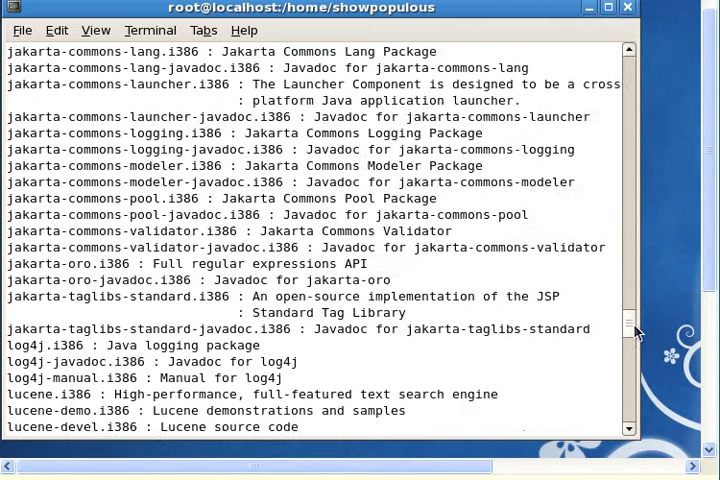 root@localhost:/home/showpopulous
File Edit View Terminal Tabs Help
jakarta-commons-lang.i386 : Jakarta Commons Lang Package
jakarta-commons-lang-javadoc.i386 : Javadoc for jakarta-commons-lang
jakarta-commons-launcher.i386 : The Launcher Component is designed to be a cross
: platform Java application launcher.
jakarta-commons-launcher-javadoc.i386 : Javadoc for jakarta-commons-launcher
jakarta-commons-logging.i386 : Jakarta Commons Logging Package
jakarta-commons-logging-javadoc.i386 : Javadoc for jakarta-commons-logging
jakarta-commons-modeler.i386 : Jakarta Commons Modeler Package
jakarta-commons-modeler-javadoc.i386 : Javadoc for jakarta-commons-modeler
jakarta-commons-pool.i386 : Jakarta Commons Pool Package
jakarta-commons-pool-javadoc.i386 : Javadoc for jakarta-commons-pool
jakarta-commons-validator.i386 : Jakarta Commons Validator
jakarta-commons-validator-javadoc.i386 : Javadoc for jakarta-commons-validator
jakarta-oro.i386 : Full regular expressions API
jakarta-oro-javadoc.i386 : Javadoc for jakarta-oro
jakarta-taglibs-standard.i386 : An open-source implementation of the JSP
: Standard Tag Library
jakarta-taglibs-standard-javadoc.i386 : Javadoc for jakarta-taglibs-standard
log4j.i386 : Java logging package
log4j-javadoc.i386 : Javadoc for log4j
log4j-manual.i386 : Manual for log4j
lucene.i386 : High-performance, full-featured text search engine
lucene-demo.i386 : Lucene demonstrations and samples
lucene-devel.i386 : Lucene source code